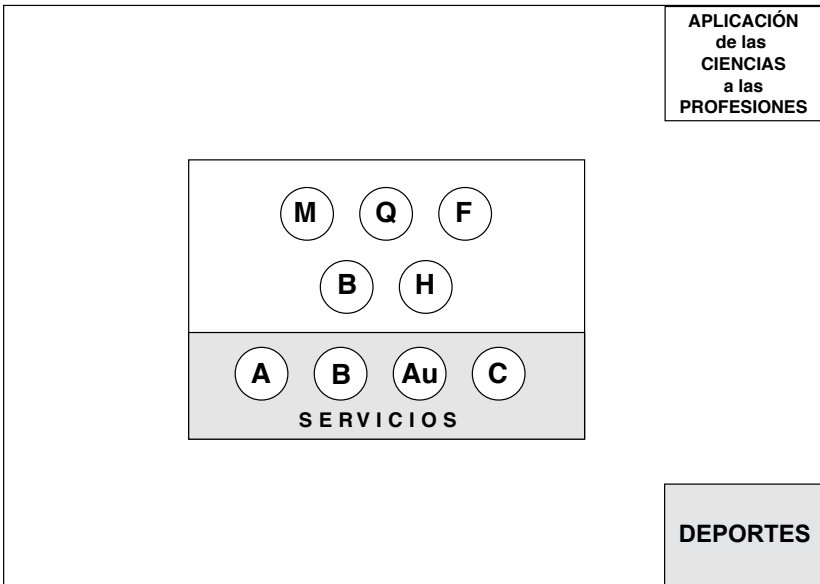 APLICACIÓN
de las
CIENCIAS
a las
PROFESIONES
M Q F
B H
A B Au C
SERVICIOS
DEPORTES